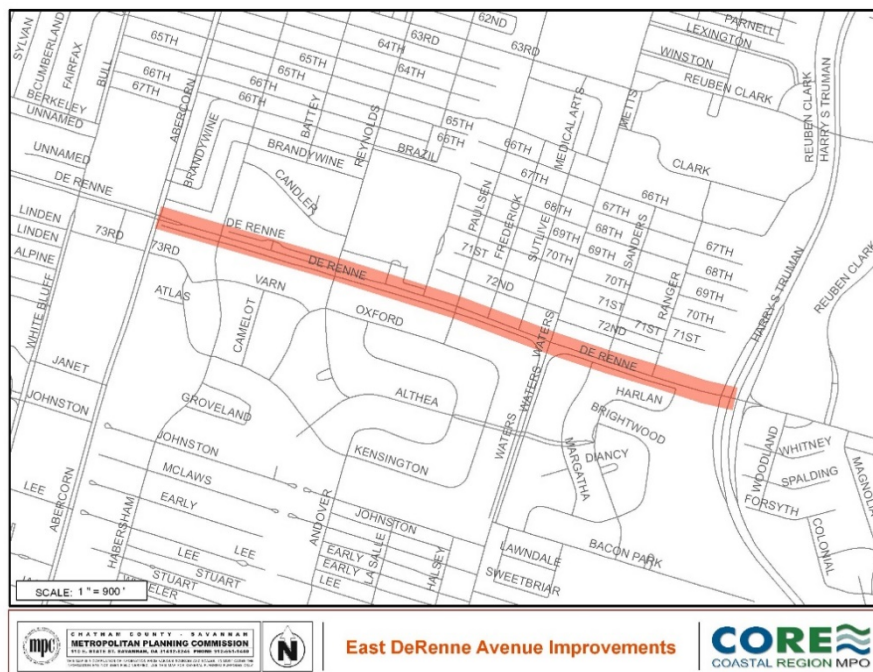 62ND
PARNELL
LEXINGTON
WINSTON
REUBEN CLARK
63RD
63RD
SYLVAN
CUMBERLAND
FAIRFAX
BULL
65TH
64TH
65TH
64TH
66TH
65TH
67TH
66TH
66TH
BERKELEY
UNNAMED
ABERCORN
BATTEY
REYNOLDS
65TH
66TH
66TH
MEDICAL ARTS
METTS
REUBEN CLARK
HARRY S TRUMAN
BRANDYWINE
BRANDYWINE
BRAZIL
CLARK
UNNAMED
CANDLER
67TH
66TH
DE RENNE
PAULSEN
FREDERICK
SUTLIVE
68TH
67TH
SANDERS
LINDEN
LINDEN
ALPINE
73RD
DE RENNE
69TH
68TH
67TH
71ST
70TH
69TH
68TH
73RD
DE RENNE
72ND
70TH
69TH
RANGER
HARRY S TRUMAN
REUBEN CLARK
WHITE BLUFF
ATLAS
VARN
OXFORD
71ST
70TH
72ND
71ST
71ST
CAMELOT
WATERS
WATERS
DE RENNE
JANET
JOHNSTON
GROVELAND
ALTHEA
HARLAN
BRIGHTWOOD
JOHNSTON
KENSINGTON
WATERS
MARGATHA
DIANCY
WOODLAND
WHITNEY
MCLAWS
SPALDING
MAGNOLIA
LEE
EARLY
FORSYTH
ABERCORN
HABERSHAM
ANDOVER
JOHNSTON
COLONIAL
LEE
LEE
EARLY
LA SALLE
HALSEY
LAWNDALE
BACON PARK
STUART
STUART
EARLY
LEE
SWEETBRIAR
SCALE: 1 " = 900 '
mpc
CHATHAM COUNTY - SAVANNAH
METROPOLITAN PLANNING COMMISSION
N
East DeRenne Avenue Improvements
CORE
COASTAL REGION MPO